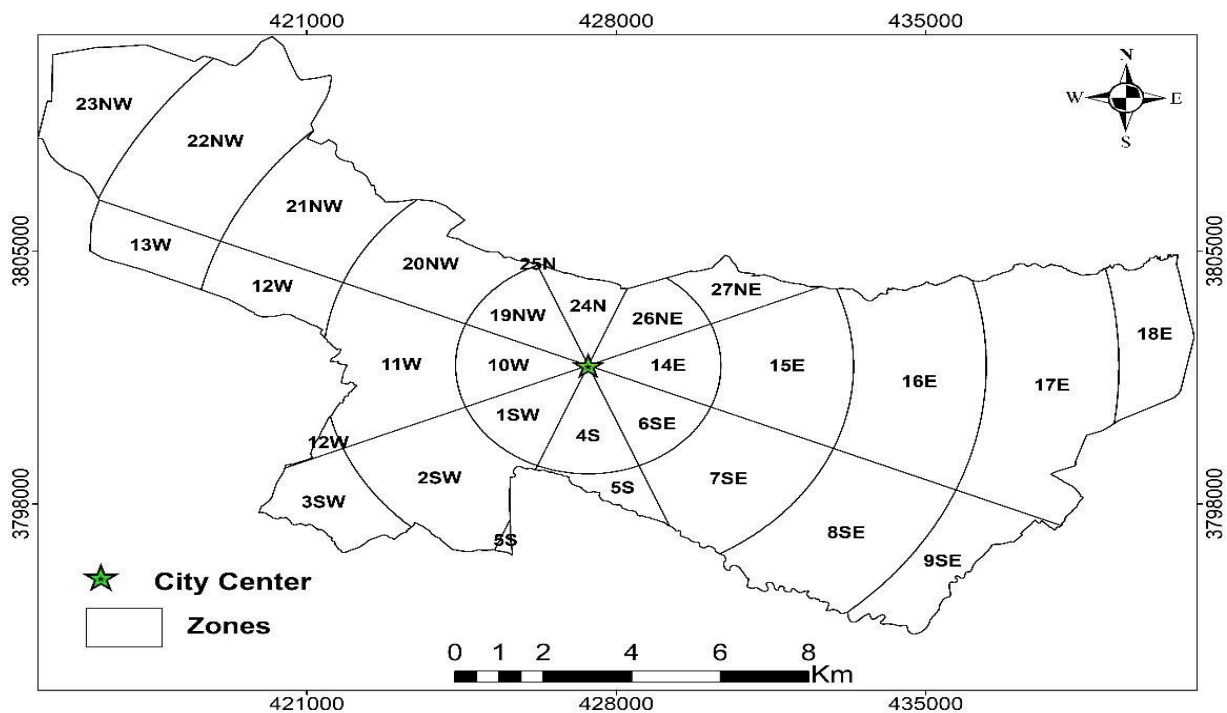 421000 428000 435000
N
W E
S
23NW
22NW
21NW
13W
3805000 3805000
20NW 25N
12W
27NE
24N
19NW 26NE
18E
11W 10W 14E 15E
16E
17E
1SW
6SE
4S
12W
2SW 7SE
5S
3SW
3798000 3798000
8SE
5S
9SE
City Center
Zones
0 1 2 4 6 8
Km
421000 428000 435000